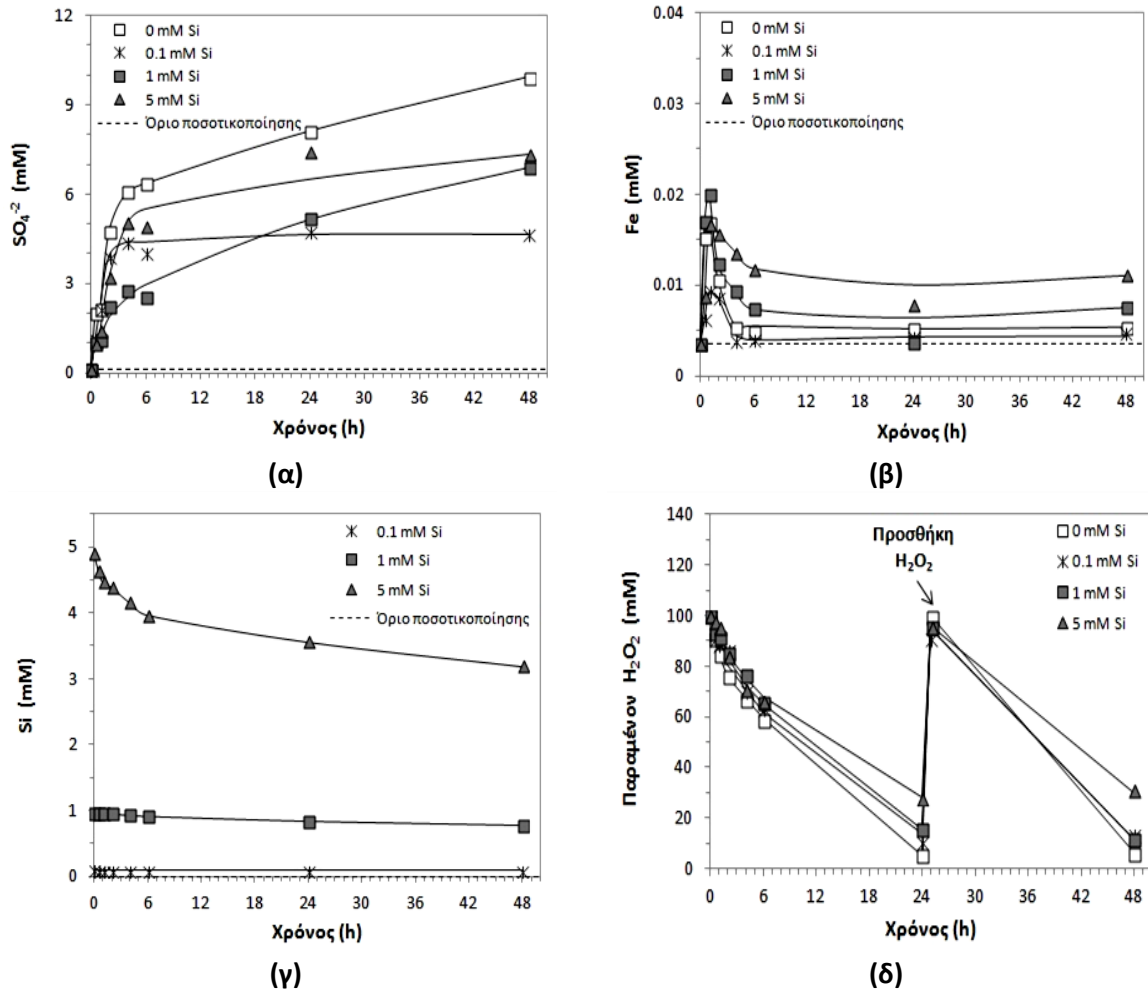 12
9
6
3
0
SO₄⁻² (mM)
0 mM Si
0.1 mM Si
1 mM Si
5 mM Si
Όριο ποσοτικοποίησης
0 6 12 18 24 30 36 42 48
Χρόνος (h)
(α)
0.04
0.03
0.02
0.01
0
Fe (mM)
0 mM Si
0.1 mM Si
1 mM Si
5 mM Si
Όριο ποσοτικοποίησης
0 6 12 18 24 30 36 42 48
Χρόνος (h)
(β)
5
4
3
2
1
0
Si (mM)
0.1 mM Si
1 mM Si
5 mM Si
Όριο ποσοτικοποίησης
0 6 12 18 24 30 36 42 48
Χρόνος (h)
(γ)
140
120
100
80
60
40
20
0
Παραμένον H₂O₂ (mM)
Προσθήκη
H₂O₂
0 mM Si
0.1 mM Si
1 mM Si
5 mM Si
0 6 12 18 24 30 36 42 48
Χρόνος (h)
(δ)